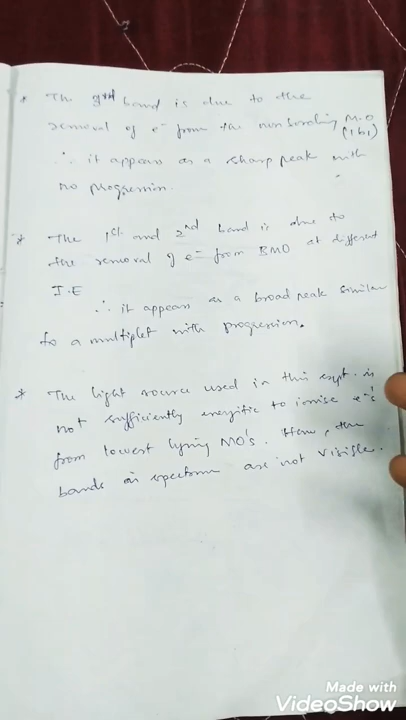 * The 3rd band is due to the
removal of e- from the nonbonding M.O
(1b1)
∴ it appears as a sharp peak with
no progression.
* The 1st and 2nd band is due to
the removal of e- from BMO at different
I.E
∴ it appears as a broad peak similar
to a multiplet with progression.
* The light source used in this expt. is
not sufficiently energitic to ionise e-'s
from lowest lying MO's. Hence, the
bands in spectrum are not visible.
Made with
VideoShow